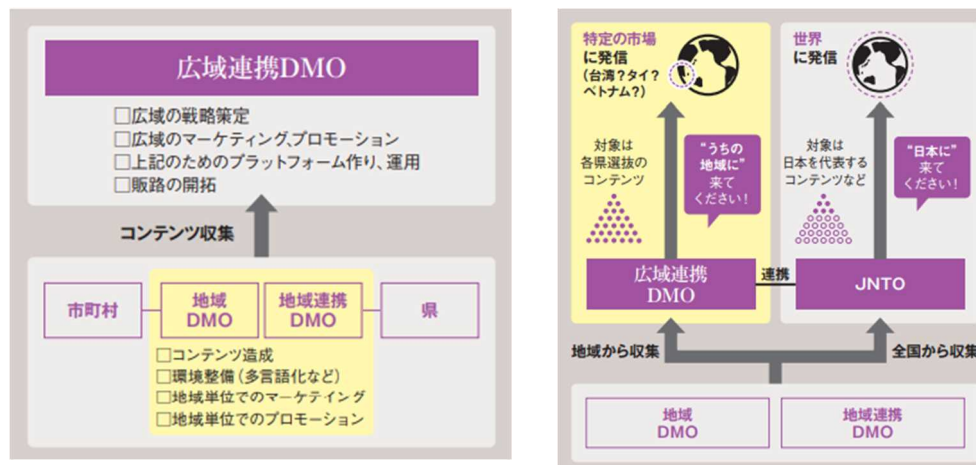 広域連携DMO
□広域の戦略策定
□広域のマーケティング、プロモーション
□上記のためのプラットフォーム作り、運用
□販路の開拓
コンテンツ収集
市町村
地域
DMO
地域連携
DMO
県
□コンテンツ造成
□環境整備(多言語化など)
□地域単位でのマーケテイング
□地域単位でのプロモーション
特定の市場
に発信
(台湾?タイ?
ベトナム?)
対象は
各県選抜の
コンテンツ
“うちの
地域に”
来て
ください!
広域連携
DMO
連携
世界
に発信
対象は
日本を代表する
コンテンツなど
“日本に”
来て
ください!
JNTO
地域から収集
全国から収集
地域
DMO
地域連携
DMO